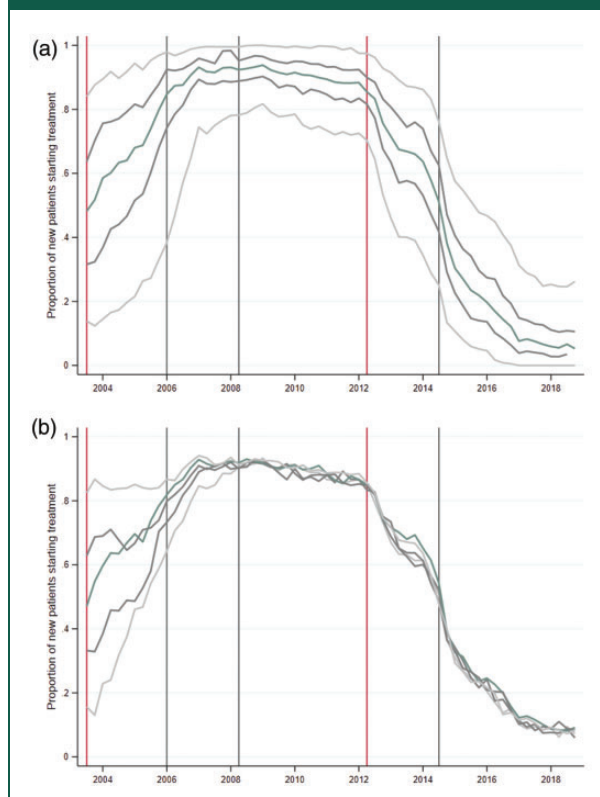 (a)
Proportion of new patients starting treatment
1
.8
.6
.4
.2
0
2004 2006 2008 2010 2012 2014 2016 2018
(b)
Proportion of new patients starting treatment
1
.8
.6
.4
.2
0
2004 2006 2008 2010 2012 2014 2016 2018